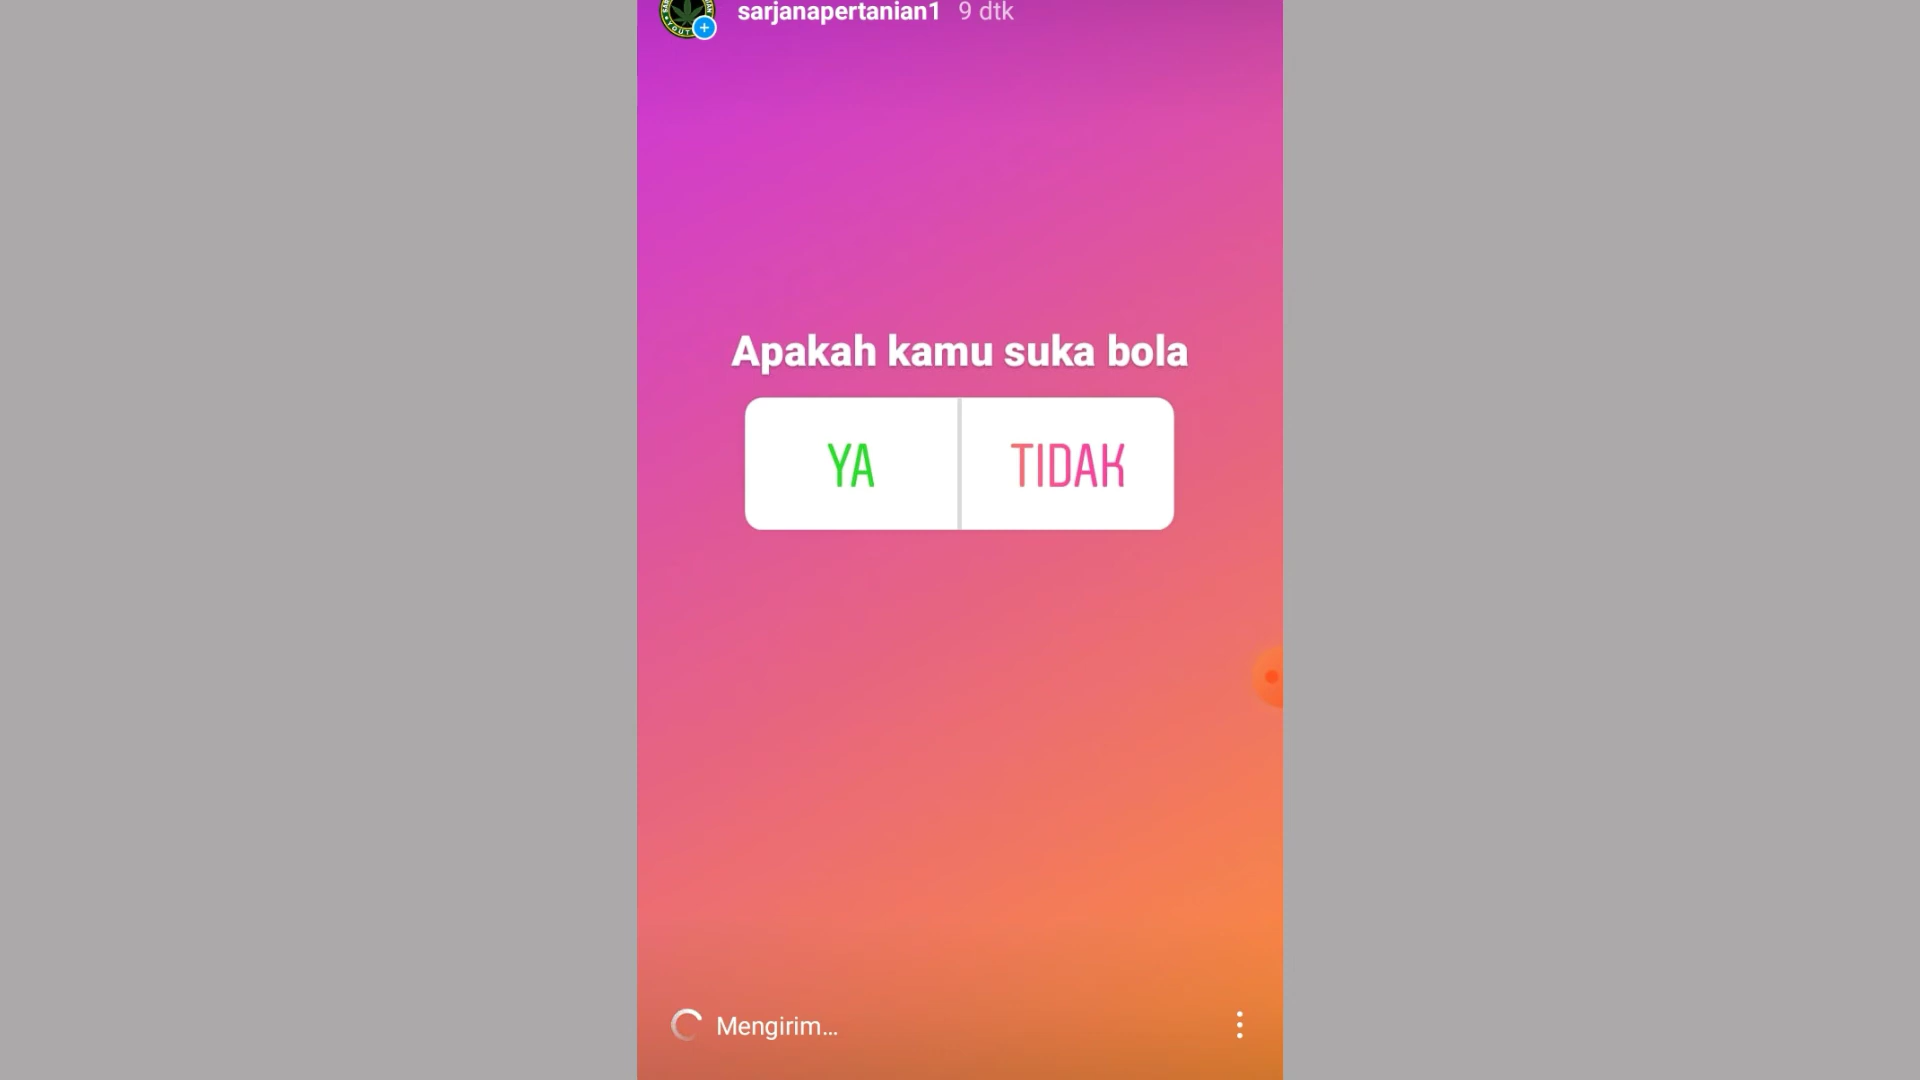 sarjanapertanian1 9 dtk
Apakah kamu suka bola
YA TIDAK
Mengirim...